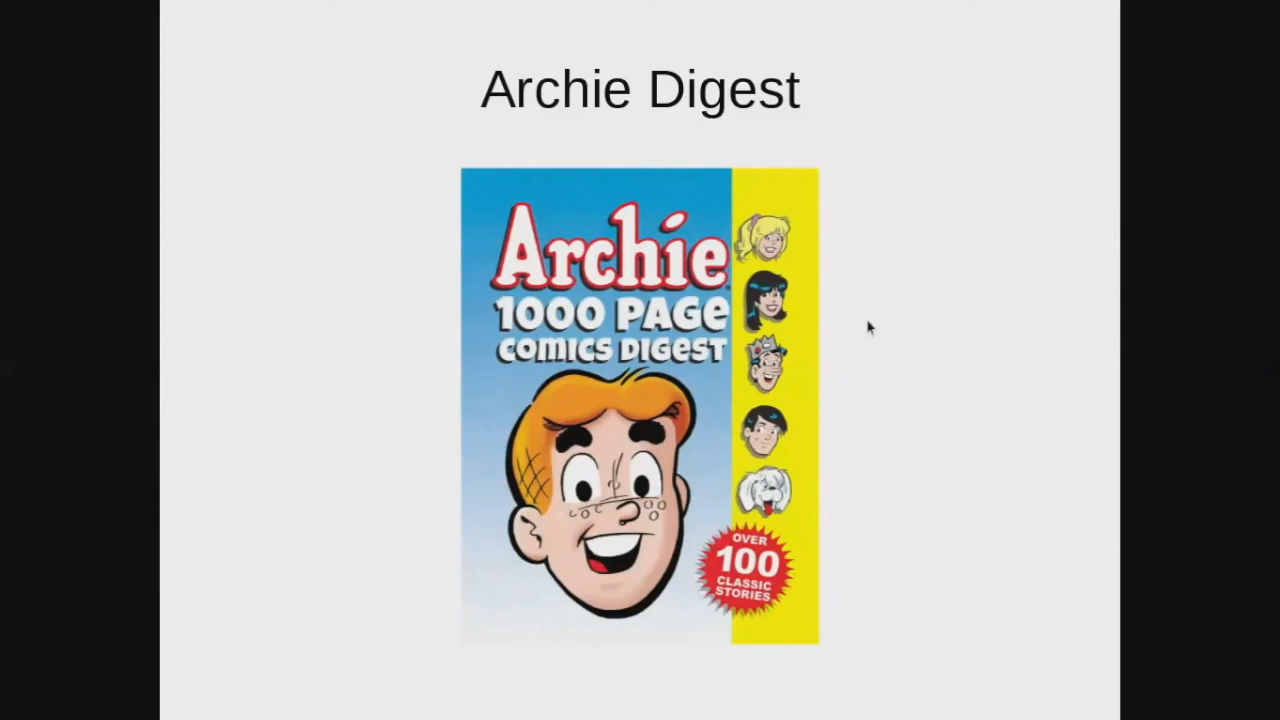 Archie Digest
Archie
1000 PAGE
COMICS DIGEST
OVER
100
CLASSIC
STORIES